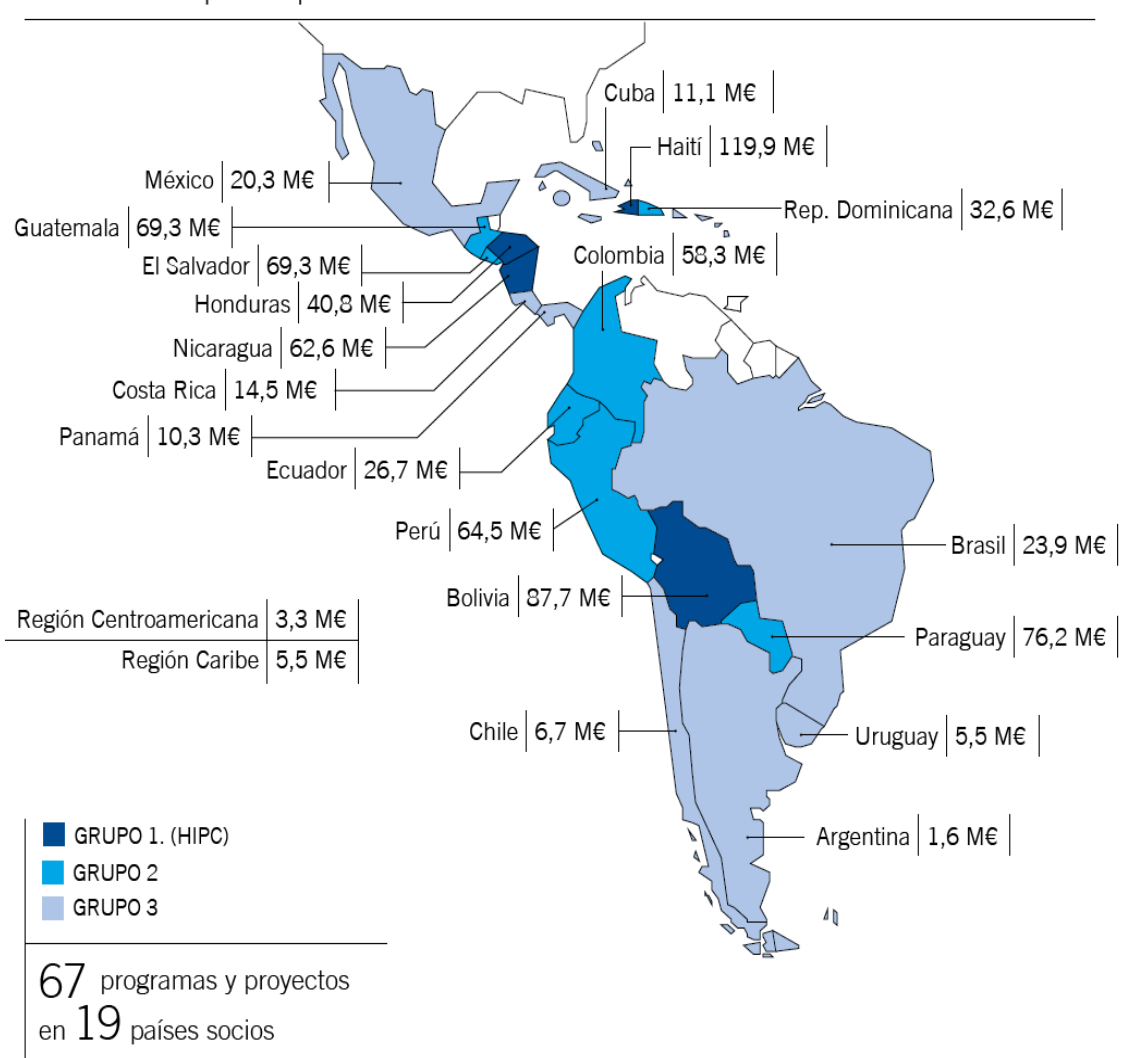 Cuba 11,1 M€
Haití 119,9 M€
México 20,3 M€
Rep. Dominicana 32,6 M€
Guatemala 69,3 M€
Colombia 58,3 M€
El Salvador 69,3 M€
Honduras 40,8 M€
Nicaragua 62,6 M€
Costa Rica 14,5 M€
Panamá 10,3 M€
Ecuador 26,7 M€
Perú 64,5 M€
Brasil 23,9 M€
Bolivia 87,7 M€
Región Centroamericana 3,3 M€
Paraguay 76,2 M€
Región Caribe 5,5 M€
Chile 6,7 M€
Uruguay 5,5 M€
Argentina 1,6 M€
GRUPO 1. (HIPC)
GRUPO 2
GRUPO 3
67 programas y proyectos
en 19 países socios